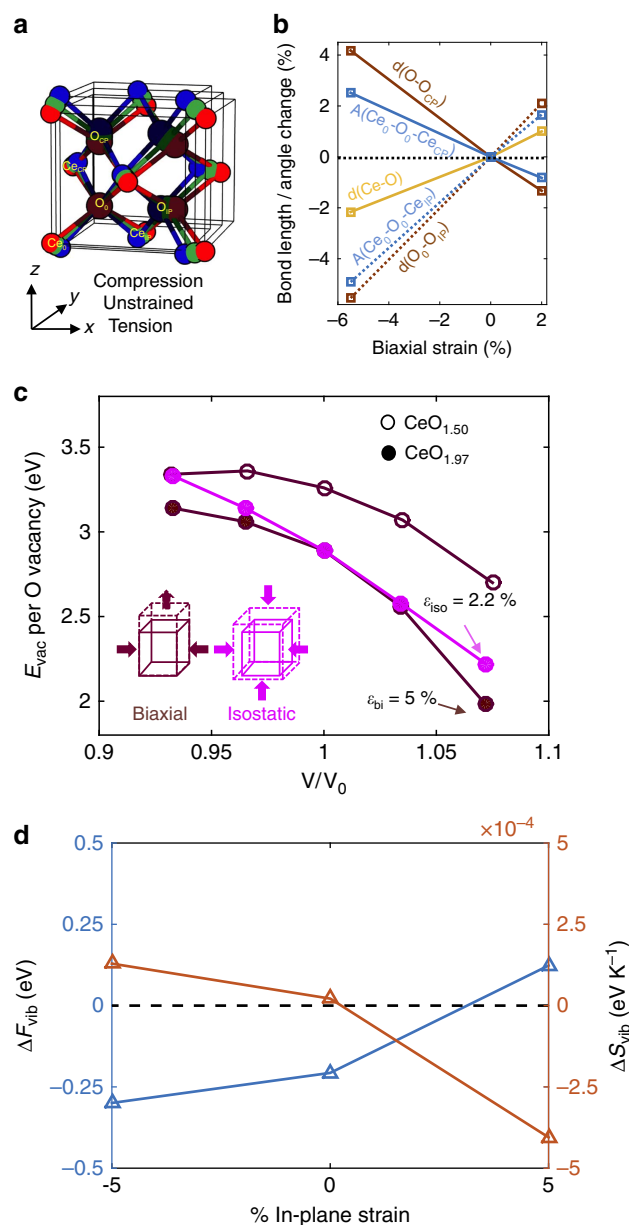 a
O_CP
Ce_CP
O_0
O_IP
Ce_0
Ce_IP
z
y
x
Compression
Unstrained
Tension
b
Bond length / angle change (%)
4
2
0
–2
–4
d(O-O_CP)
A(Ce_0-O_0-Ce_CP)
d(Ce-O)
A(Ce_0-O_0-Ce_IP)
d(O_0-O_IP)
–6
–5
–4
–3
–2
–1
0
1
2
Biaxial strain (%)
c
E_vac per O vacancy (eV)
3.5
3
2.5
2
CeO_1.50
CeO_1.97
ε_iso = 2.2 %
ε_bi = 5 %
Biaxial
Isostatic
0.9
0.95
1
1.05
1.1
V/V_0
d
×10^–4
ΔF_vib (eV)
0.5
0.25
0
–0.25
–0.5
5
2.5
0
–2.5
–5
ΔS_vib (eV K^–1)
-5
0
5
% In-plane strain